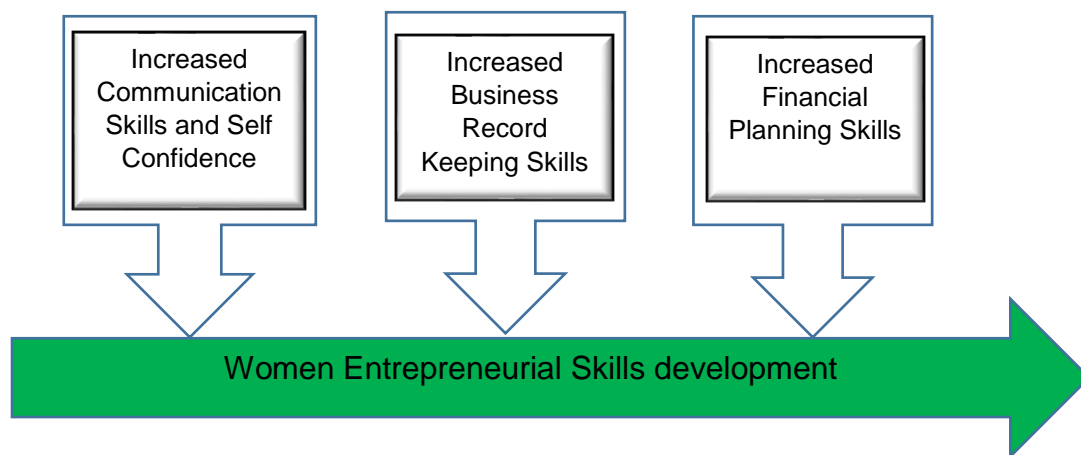 Increased
Communication
Skills and Self
Confidence
Increased
Business
Record
Keeping Skills
Increased
Financial
Planning Skills
Women Entrepreneurial Skills development